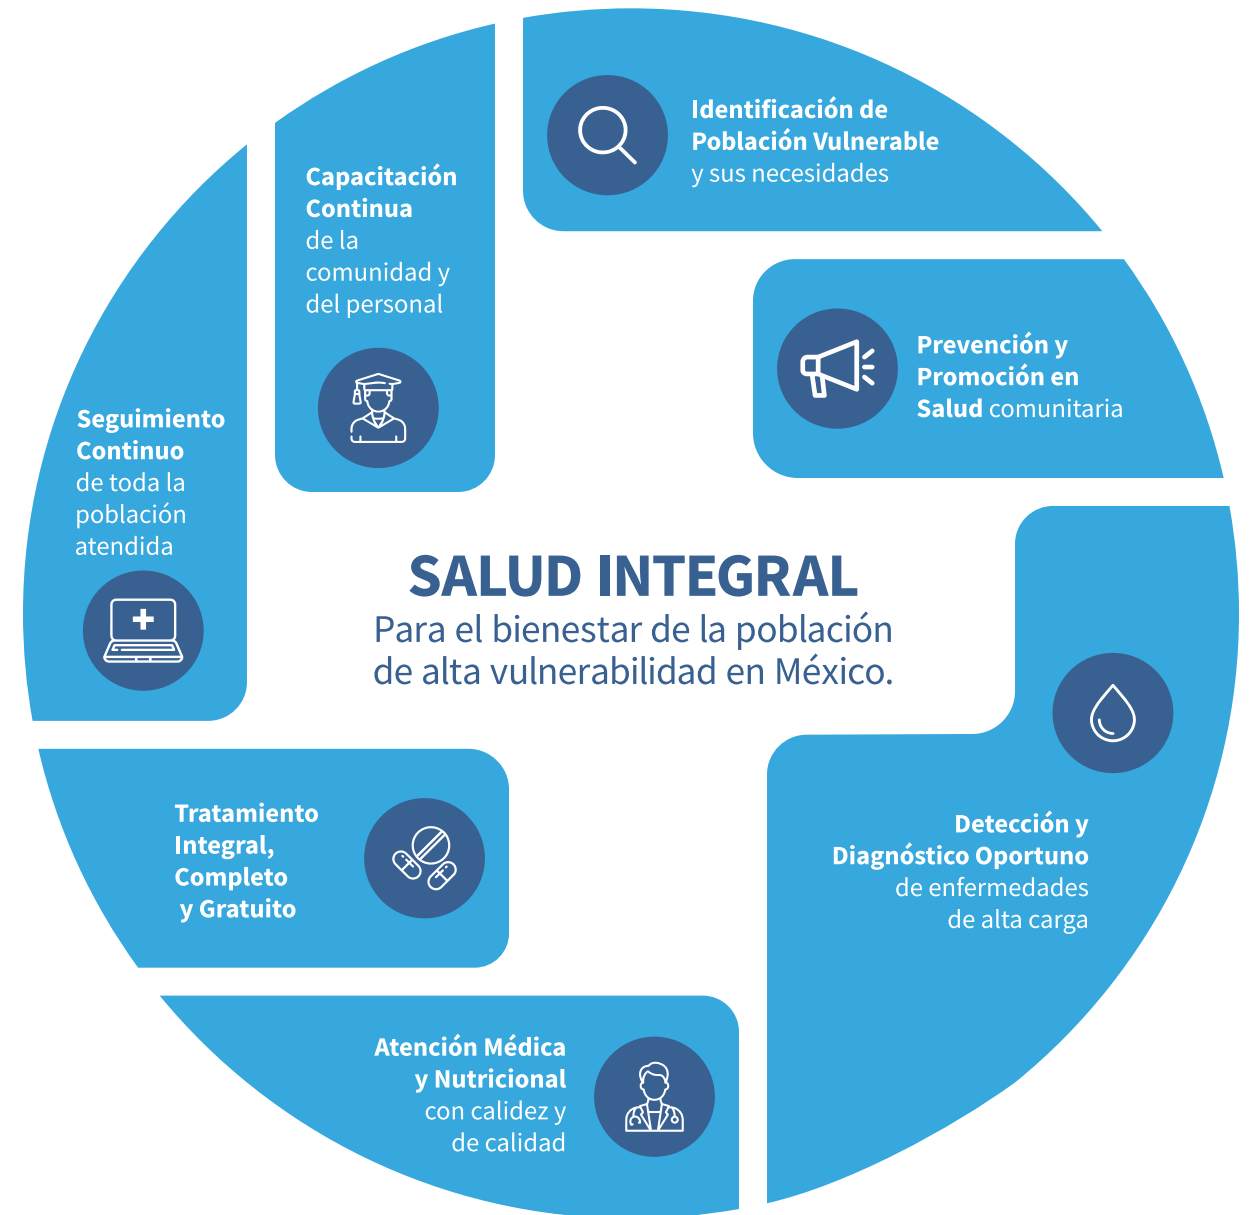 Identificación de
Población Vulnerable
y sus necesidades
Prevención y
Promoción en
Salud comunitaria
Detección y
Diagnóstico Oportuno
de enfermedades
de alta carga
Atención Médica
y Nutricional
con calidez y
de calidad
Tratamiento
Integral,
Completo
y Gratuito
Seguimiento
Continuo
de toda la
población
atendida
Capacitación
Continua
de la
comunidad y
del personal
SALUD INTEGRAL
Para el bienestar de la población
de alta vulnerabilidad en México.